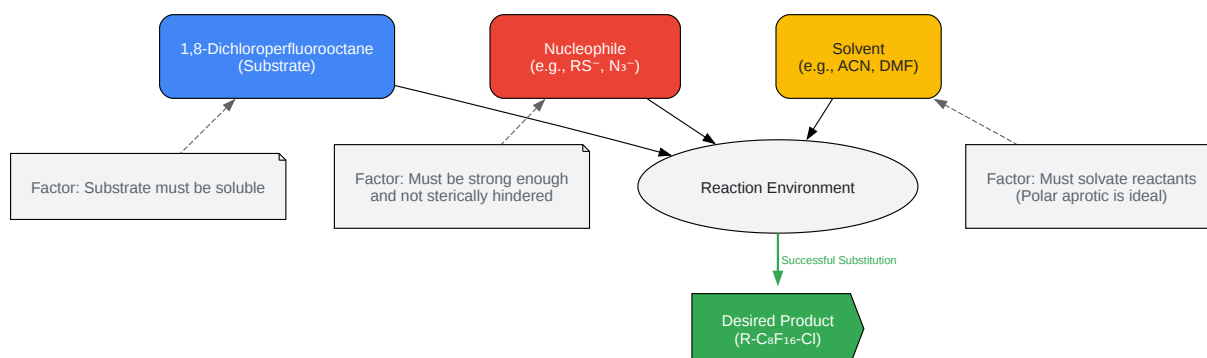 1,8-Dichloroperfluorooctane
(Substrate)
Nucleophile
(e.g., RS⁻, N₃⁻)
Solvent
(e.g., ACN, DMF)
Factor: Substrate must be soluble
Factor: Must be strong enough
and not sterically hindered
Reaction Environment
Factor: Must solvate reactants
(Polar aprotic is ideal)
Successful Substitution
Desired Product
(R-C₈F₁₆-Cl)